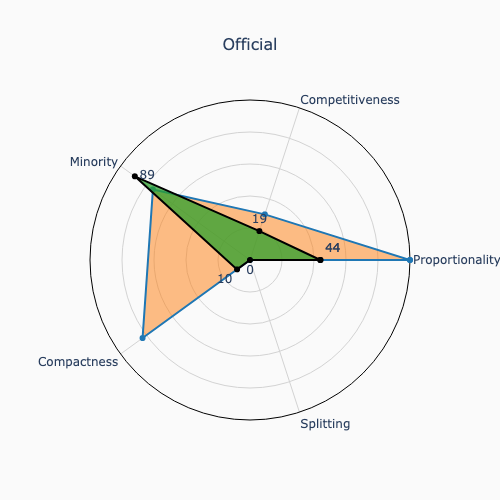 Official
Competitiveness
Minority
89
19
44
Proportionality
0
10
Compactness
Splitting